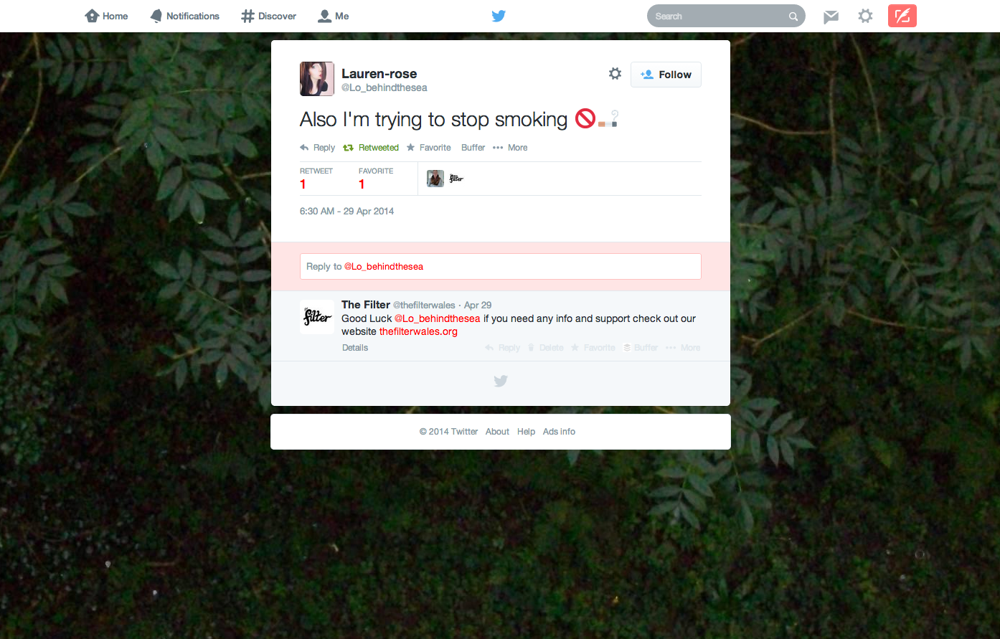 Home Notifications Discover Me Search
Lauren-rose
@Lo_behindthesea
Follow
Also I'm trying to stop smoking 🚫🚬
Reply Retweeted Favorite Buffer ••• More
RETWEET FAVORITE
1 1
filter
6:30 AM - 29 Apr 2014
Reply to @Lo_behindthesea
filter
The Filter @thefilterwales · Apr 29
Good Luck @Lo_behindthesea if you need any info and support check out our
website thefilterwales.org
Details Reply Delete Favorite Buffer ••• More
© 2014 Twitter About Help Ads info